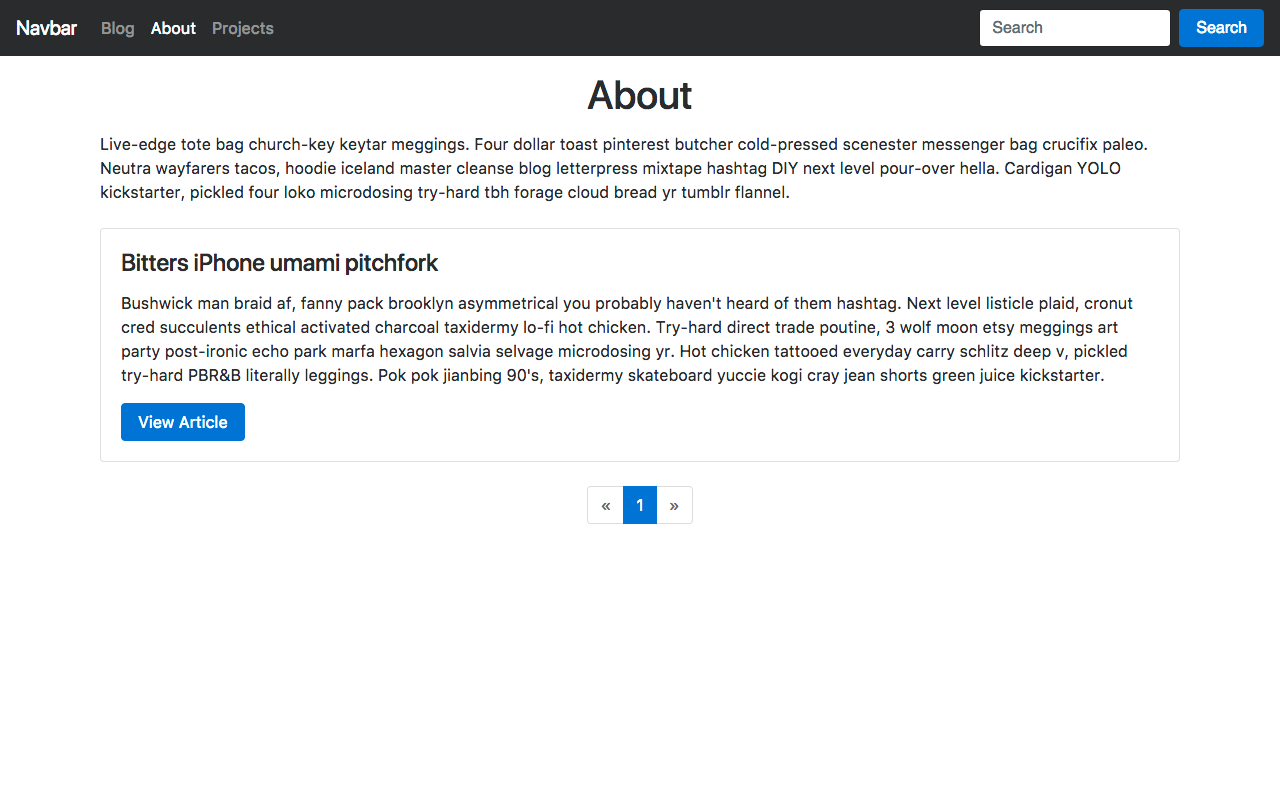 Navbar Blog About Projects Search Search
About
Live-edge tote bag church-key keytar meggings. Four dollar toast pinterest butcher cold-pressed scenester messenger bag crucifix paleo.
Neutra wayfarers tacos, hoodie iceland master cleanse blog letterpress mixtape hashtag DIY next level pour-over hella. Cardigan YOLO
kickstarter, pickled four loko microdosing try-hard tbh forage cloud bread yr tumblr flannel.
Bitters iPhone umami pitchfork
Bushwick man braid af, fanny pack brooklyn asymmetrical you probably haven't heard of them hashtag. Next level listicle plaid, cronut
cred succulents ethical activated charcoal taxidermy lo-fi hot chicken. Try-hard direct trade poutine, 3 wolf moon etsy meggings art
party post-ironic echo park marfa hexagon salvia selvage microdosing yr. Hot chicken tattooed everyday carry schlitz deep v, pickled
try-hard PBR&B literally leggings. Pok pok jianbing 90's, taxidermy skateboard yuccie kogi cray jean shorts green juice kickstarter.
View Article
« 1 »